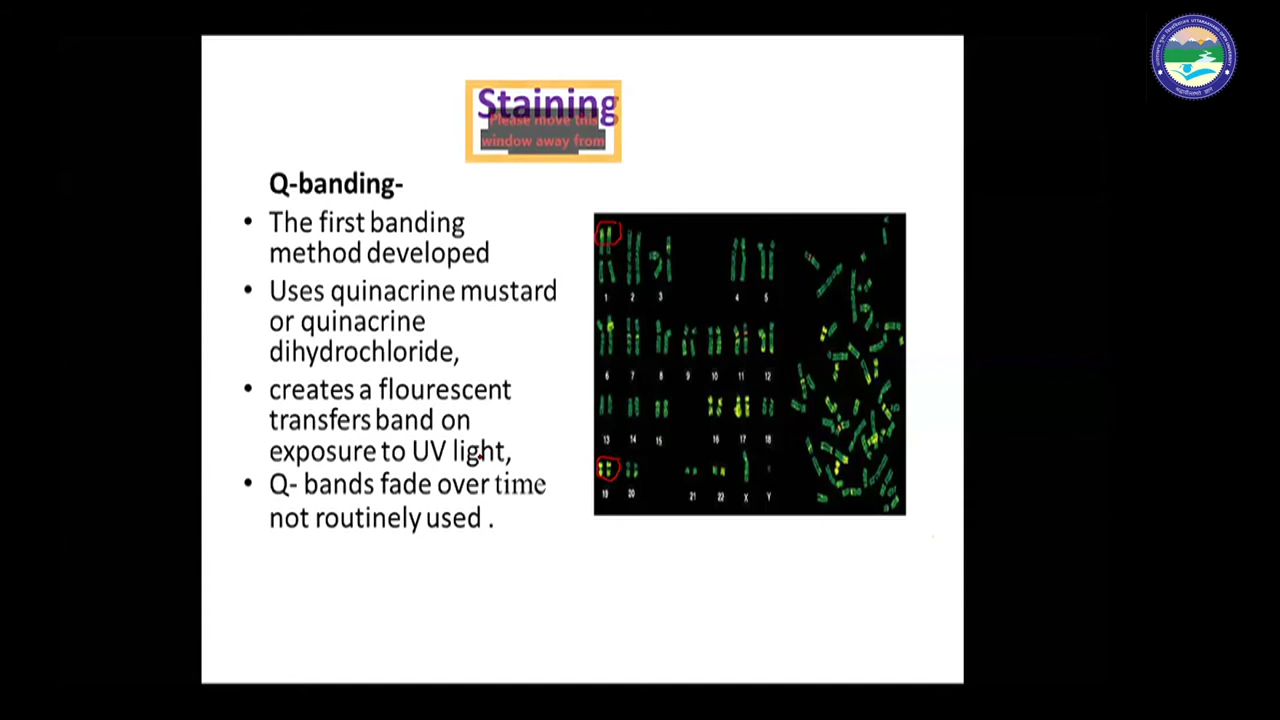 Staining
Please move this
window away from
Q-banding-
• The first banding
method developed
• Uses quinacrine mustard
or quinacrine
dihydrochloride,
• creates a flourescent
transfers band on
exposure to UV light,
• Q- bands fade over time
not routinely used .
1 2 3 4 5
6 7 8 9 10 11 12
13 14 15 16 17 18
19 20 21 22 X Y